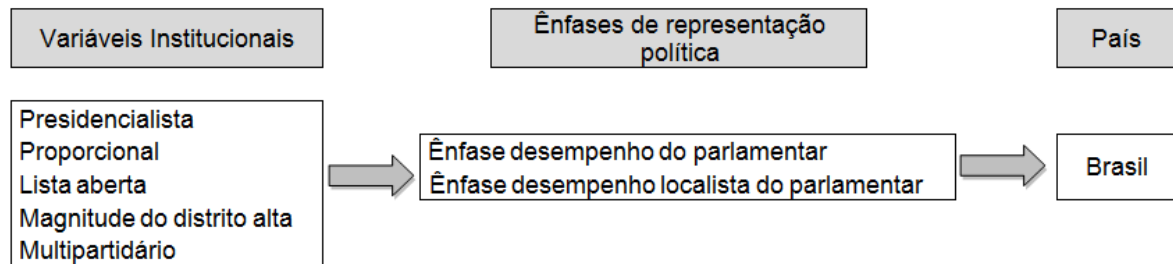 Variáveis Institucionais
Ênfases de representação
política
País
Presidencialista
Proporcional
Lista aberta
Magnitude do distrito alta
Multipartidário
Ênfase desempenho do parlamentar
Ênfase desempenho localista do parlamentar
Brasil